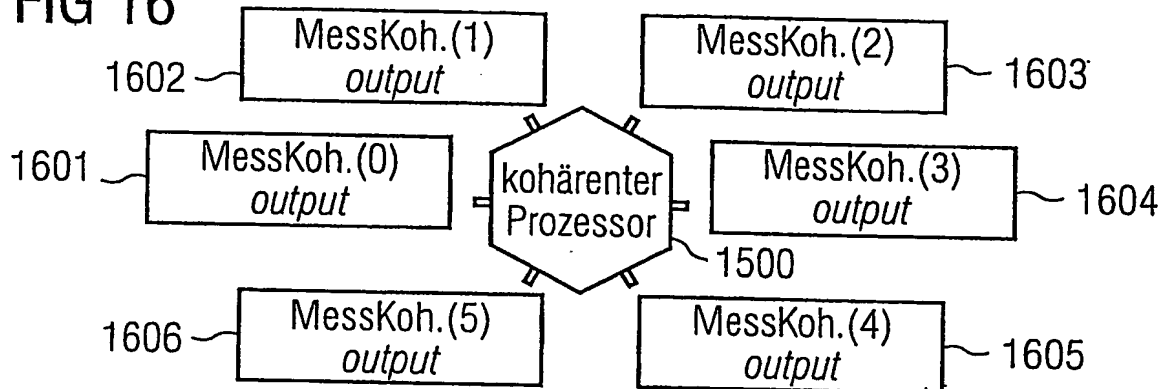 FIG 16
MessKoh.(1)
output
1602
MessKoh.(2)
output
1603
1601
MessKoh.(0)
output
kohärenter
Prozessor
MessKoh.(3)
output
1604
1500
1606
MessKoh.(5)
output
MessKoh.(4)
output
1605